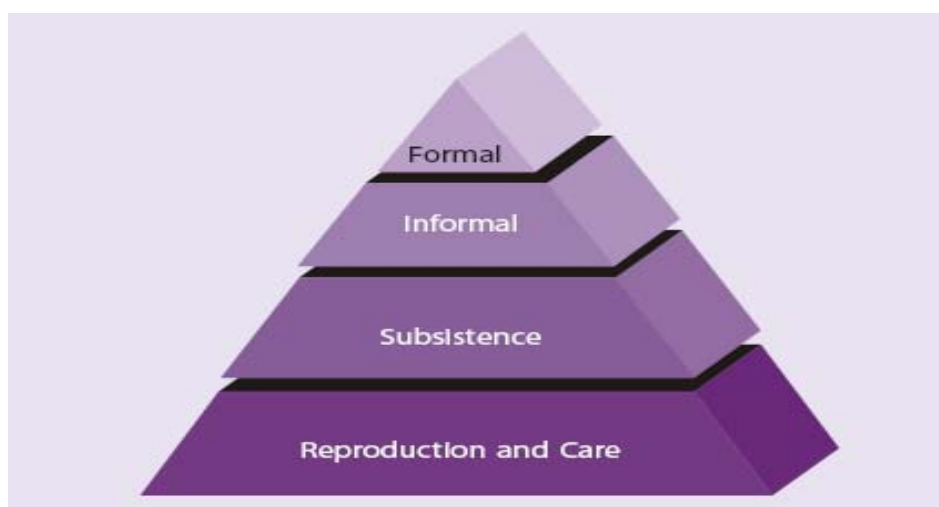 Formal
Informal
Subsistence
Reproduction and Care